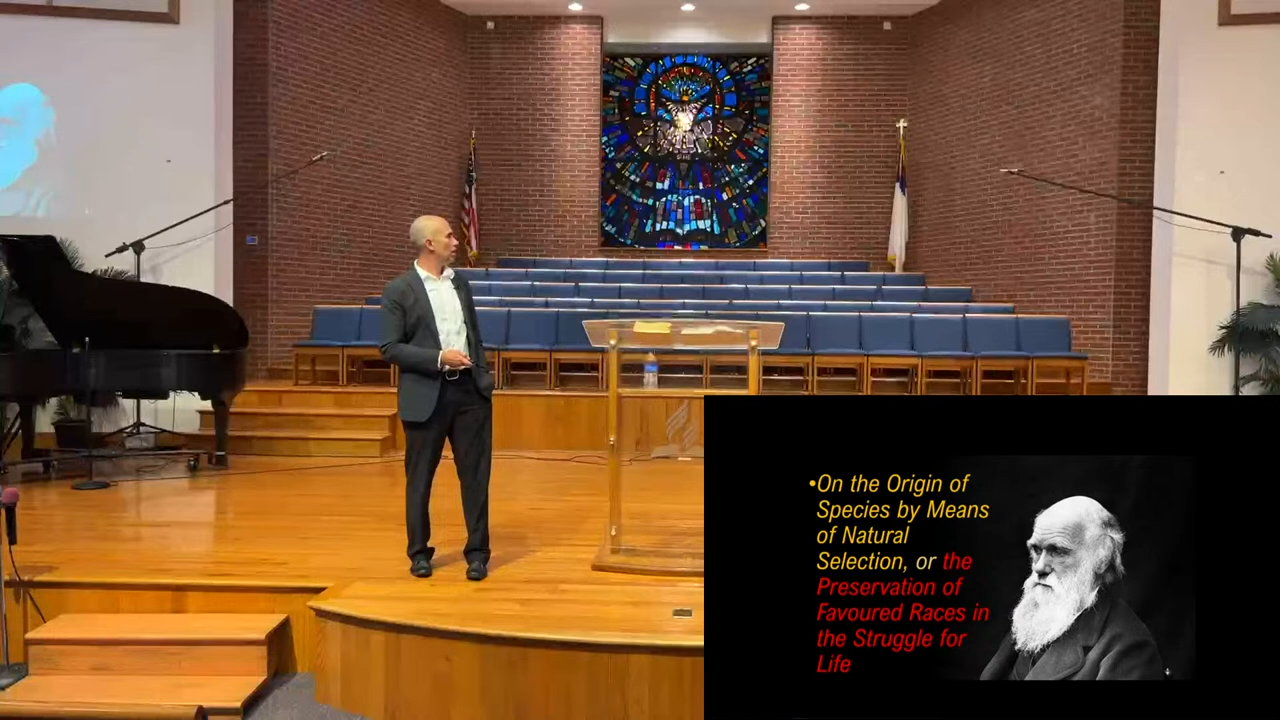 •On the Origin of
Species by Means
of Natural
Selection, or the
Preservation of
Favoured Races in
the Struggle for
Life